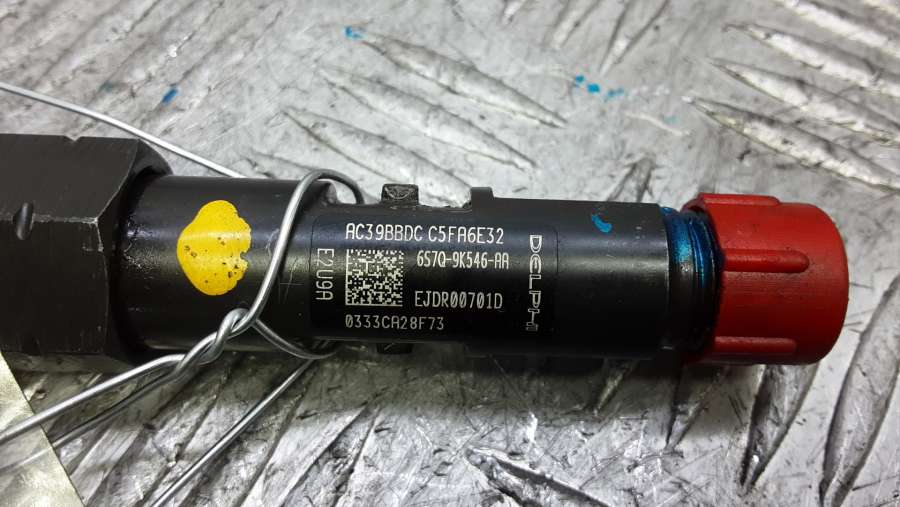 AC39BBDC C5FA6E32
6S7Q-9K546-AA
E2U9A
EJDR00701D
0333CA28F73
DELPHI